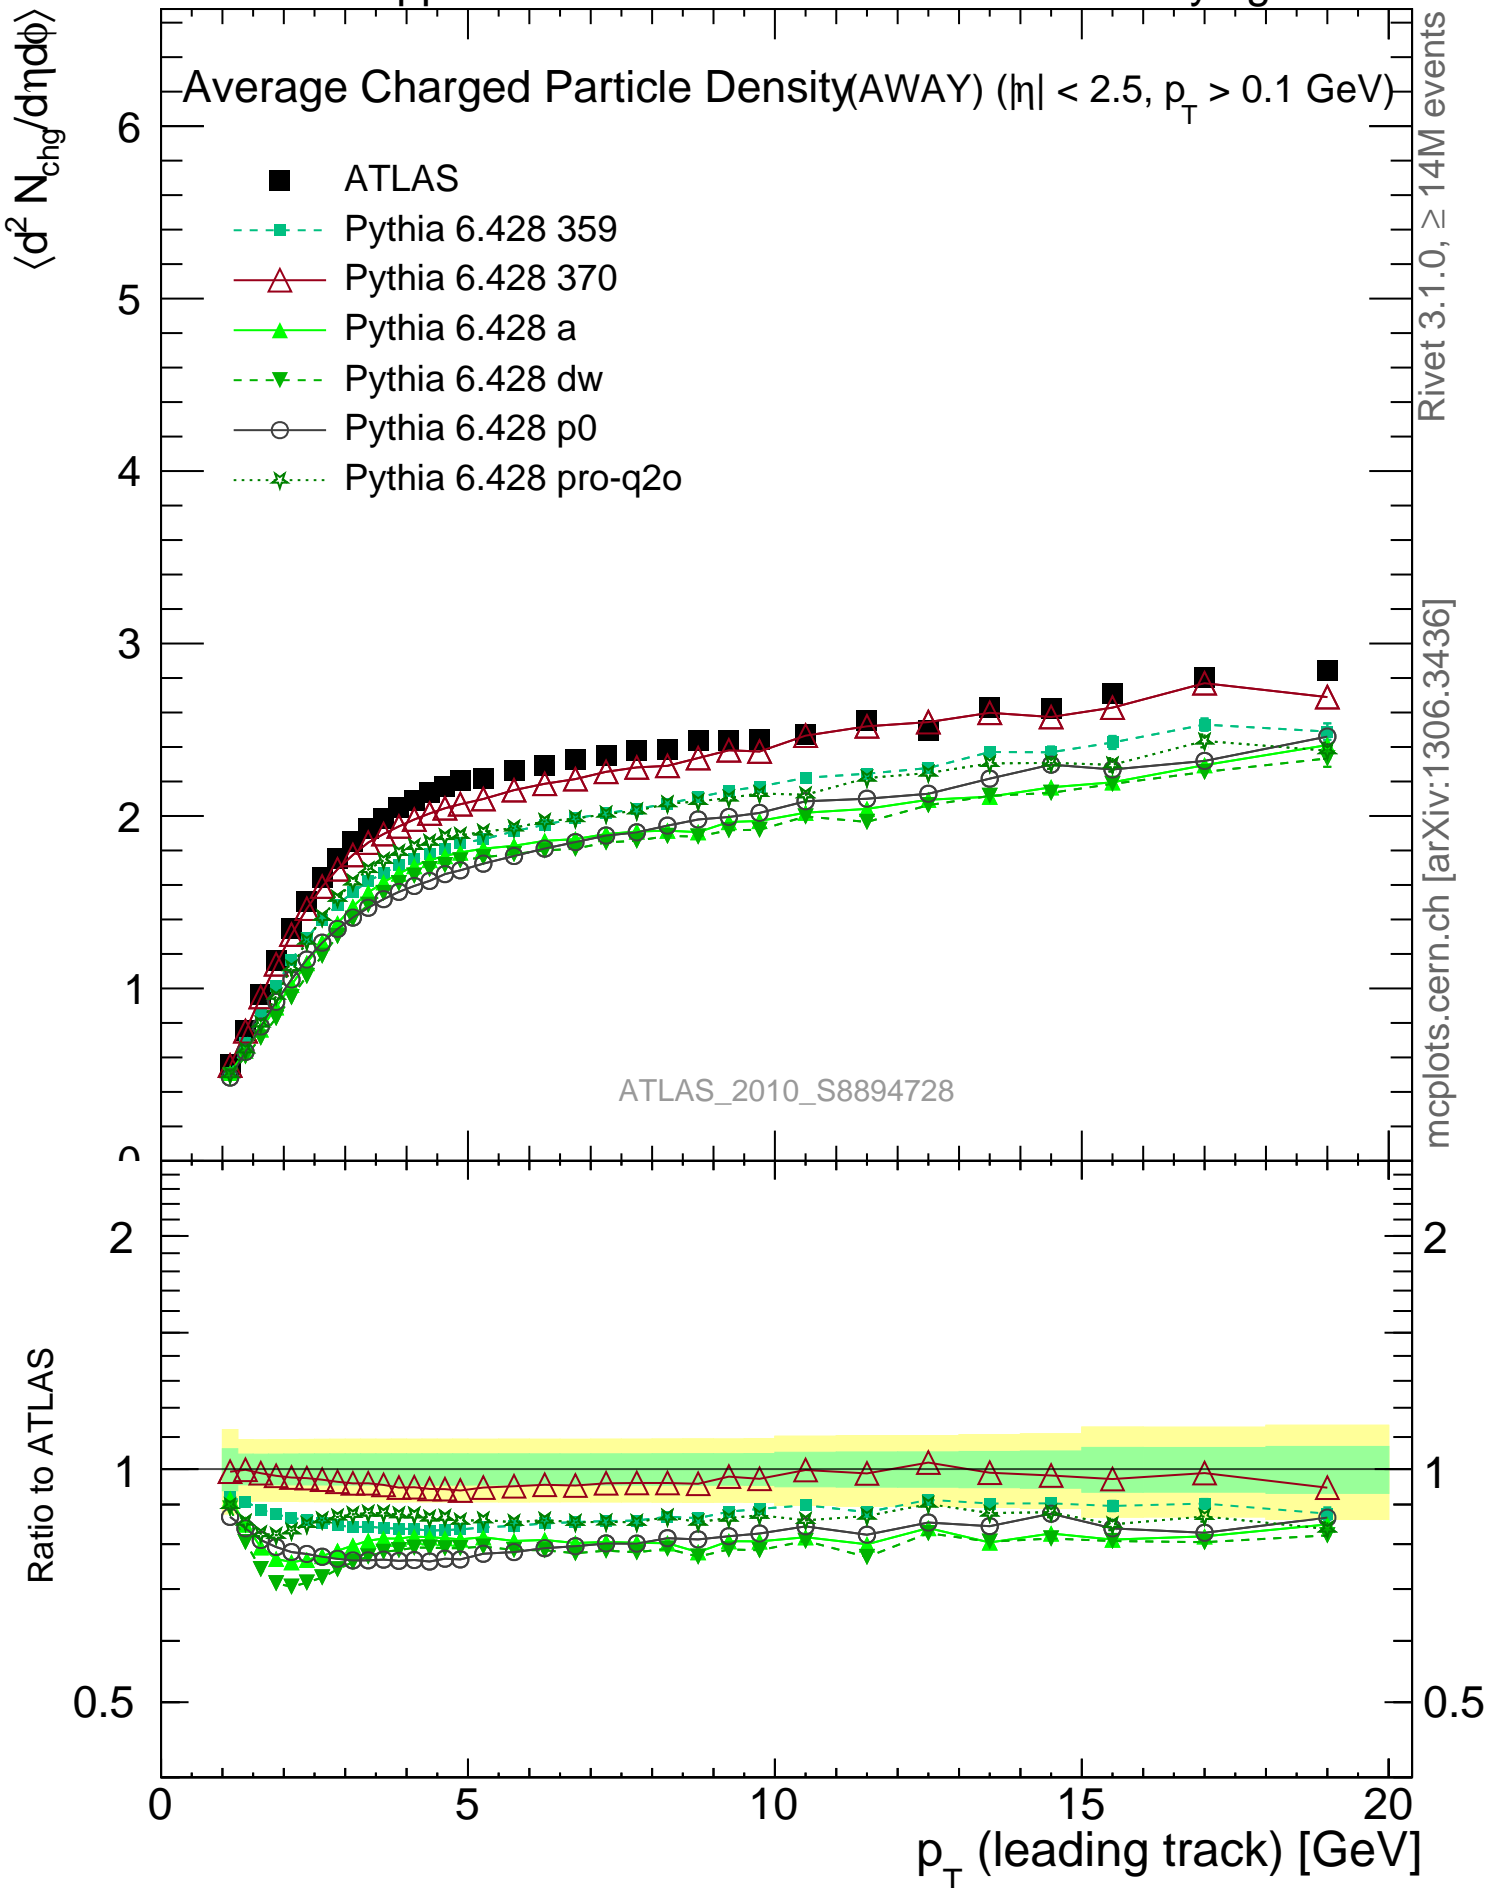 Average Charged Particle Density (AWAY) (|η| < 2.5, p_T > 0.1 GeV)
⟨d² N_chg/dηdϕ⟩
ATLAS
Pythia 6.428 359
Pythia 6.428 370
Pythia 6.428 a
Pythia 6.428 dw
Pythia 6.428 p0
Pythia 6.428 pro-q2o
6
5
4
3
2
1
0
ATLAS_2010_S8894728
Rivet 3.1.0, ≥ 14M events
mcplots.cern.ch [arXiv:1306.3436]
Ratio to ATLAS
2
1
0.5
2
1
0.5
0 5 10 15 20
p_T (leading track) [GeV]